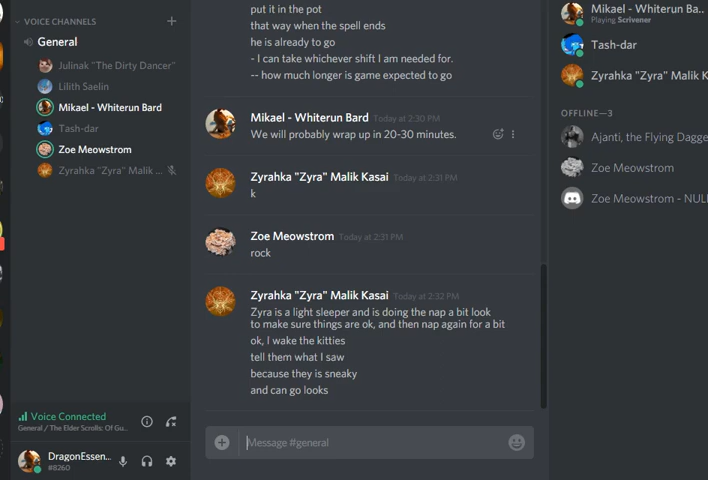 VOICE CHANNELS
General
Julinak "The Dirty Dancer"
Lilith Saelin
Mikael - Whiterun Bard
Tash-dar
Zoe Meowstrom
Zyrahka "Zyra" Malik ...
Voice Connected
General / The Elder Scrolls: Of Gu...
DragonEssen...
#8260
put it in the pot
that way when the spell ends
he is already to go
- I can take whichever shift I am needed for.
-- how much longer is game expected to go
Mikael - Whiterun Bard Today at 2:30 PM
We will probably wrap up in 20-30 minutes.
Zyrahka "Zyra" Malik Kasai Today at 2:31 PM
k
Zoe Meowstrom Today at 2:31 PM
rock
Zyrahka "Zyra" Malik Kasai Today at 2:32 PM
Zyra is a light sleeper and is doing the nap a bit look
to make sure things are ok, and then nap again for a bit
ok, I wake the kitties
tell them what I saw
because they is sneaky
and can go looks
Message #general
Mikael - Whiterun Ba...
Playing Scrivener
Tash-dar
Zyrahka "Zyra" Malik K
OFFLINE—3
Ajanti, the Flying Dagge
Zoe Meowstrom
Zoe Meowstrom - NUL